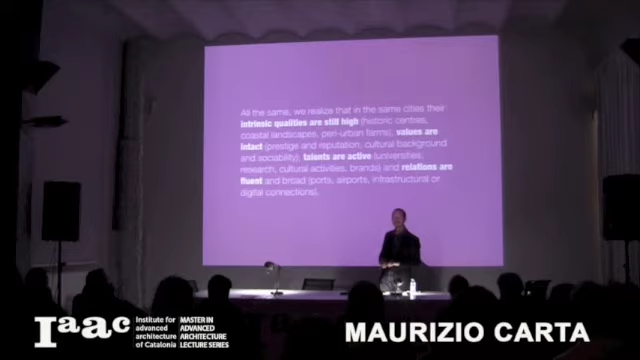 All the same, we realize that in the same cities their
intrinsic qualities are still high (historic centres,
coastal landscapes, peri-urban farms), values are
intact (prestige and reputation, cultural background
and sociability), talents are active (universities,
research, cultural activities, brands) and relations are
fluent and broad (ports, airports, infrastructural or
digital connections).
Iaac
Institute for
advanced
architecture
of Catalonia
MASTER IN
ADVANCED
ARCHITECTURE
LECTURE SERIES
MAURIZIO CARTA